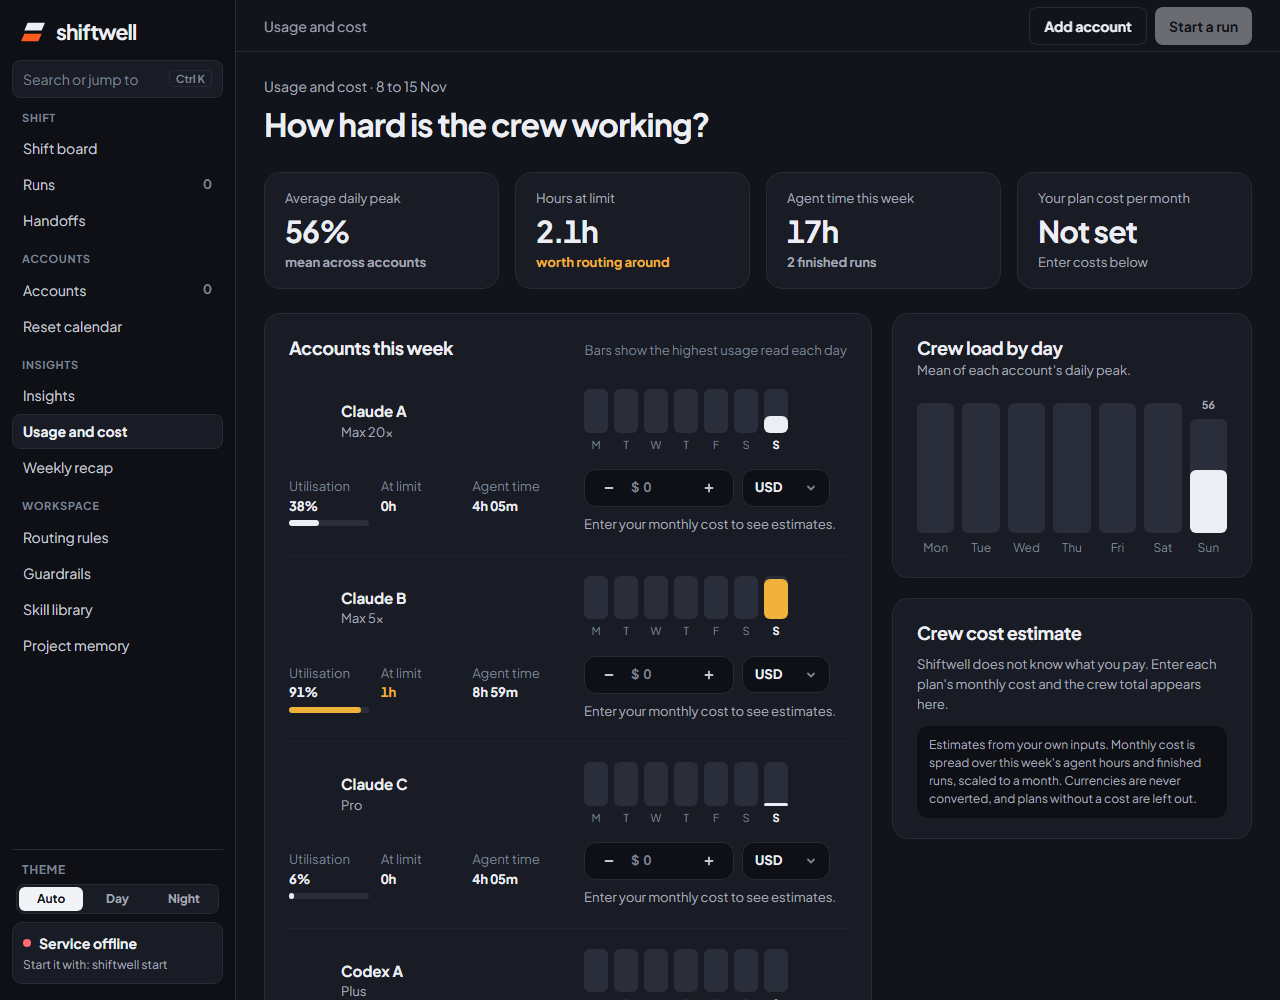 shiftwell
Search or jump to
Ctrl K
SHIFT
Shift board
Runs 0
Handoffs
ACCOUNTS
Accounts 0
Reset calendar
INSIGHTS
Insights
Usage and cost
Weekly recap
WORKSPACE
Routing rules
Guardrails
Skill library
Project memory
THEME
Auto Day Night
Service offline
Start it with: shiftwell start
Usage and cost
Add account
Start a run
Usage and cost · 8 to 15 Nov
How hard is the crew working?
Average daily peak
56%
mean across accounts
Hours at limit
2.1h
worth routing around
Agent time this week
17h
2 finished runs
Your plan cost per month
Not set
Enter costs below
Accounts this week
Bars show the highest usage read each day
Claude A
Max 20×
M T W T F S S
Utilisation At limit Agent time
38% 0h 4h 05m
− $ 0 + USD
Enter your monthly cost to see estimates.
Claude B
Max 5×
M T W T F S S
Utilisation At limit Agent time
91% 1h 8h 59m
− $ 0 + USD
Enter your monthly cost to see estimates.
Claude C
Pro
M T W T F S S
Utilisation At limit Agent time
6% 0h 4h 05m
− $ 0 + USD
Enter your monthly cost to see estimates.
Codex A
Plus
Crew load by day
Mean of each account's daily peak.
56
Mon Tue Wed Thu Fri Sat Sun
Crew cost estimate
Shiftwell does not know what you pay. Enter each
plan's monthly cost and the crew total appears
here.
Estimates from your own inputs. Monthly cost is
spread over this week's agent hours and finished
runs, scaled to a month. Currencies are never
converted, and plans without a cost are left out.